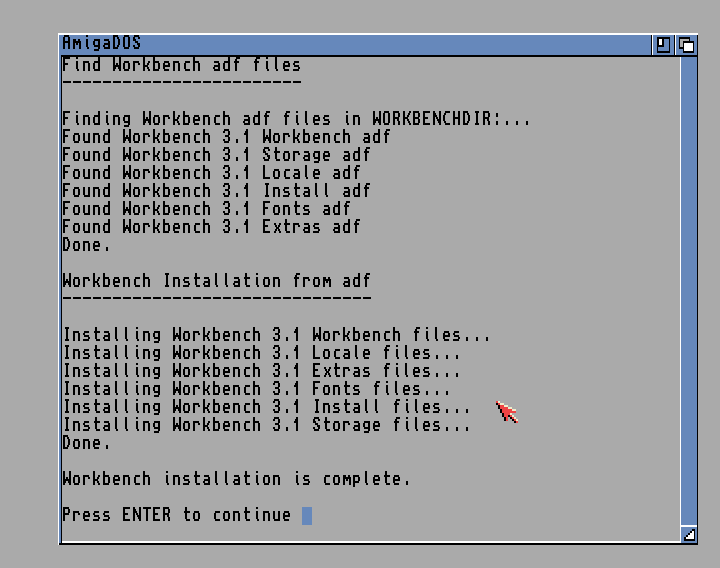 AmigaDOS
Find Workbench adf files
------------------------
Finding Workbench adf files in WORKBENCHDIR:...
Found Workbench 3.1 Workbench adf
Found Workbench 3.1 Storage adf
Found Workbench 3.1 Locale adf
Found Workbench 3.1 Install adf
Found Workbench 3.1 Fonts adf
Found Workbench 3.1 Extras adf
Done.
Workbench Installation from adf
-------------------------------
Installing Workbench 3.1 Workbench files...
Installing Workbench 3.1 Locale files...
Installing Workbench 3.1 Extras files...
Installing Workbench 3.1 Fonts files...
Installing Workbench 3.1 Install files...
Installing Workbench 3.1 Storage files...
Done.
Workbench installation is complete.
Press ENTER to continue